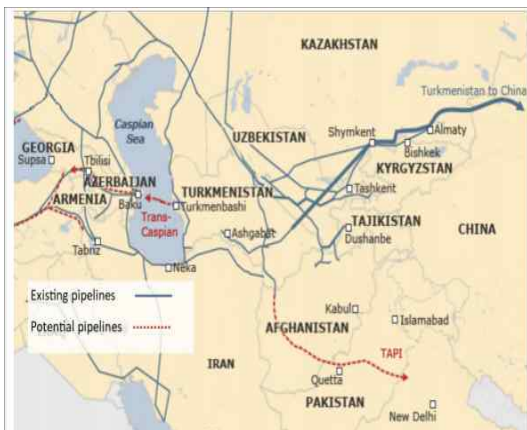 KAZAKHSTAN
Turkmenistan to China
Caspian
Sea
UZBEKISTAN
Shymkent
Almaty
GEORGIA
Supsa
Tbilisi
Bishkek
KYRGYZSTAN
AZERBAIJAN
ARMENIA
Baku
TURKMENISTAN
Turkmenbashi
Tashkent
Trans-
Caspian
TAJIKISTAN
Dushanbe
CHINA
Ashgabat
Tabriz
Neka
Existing pipelines
Potential pipelines
Kabul
Islamabad
AFGHANISTAN
TAPI
IRAN
Quetta
PAKISTAN
New Delhi